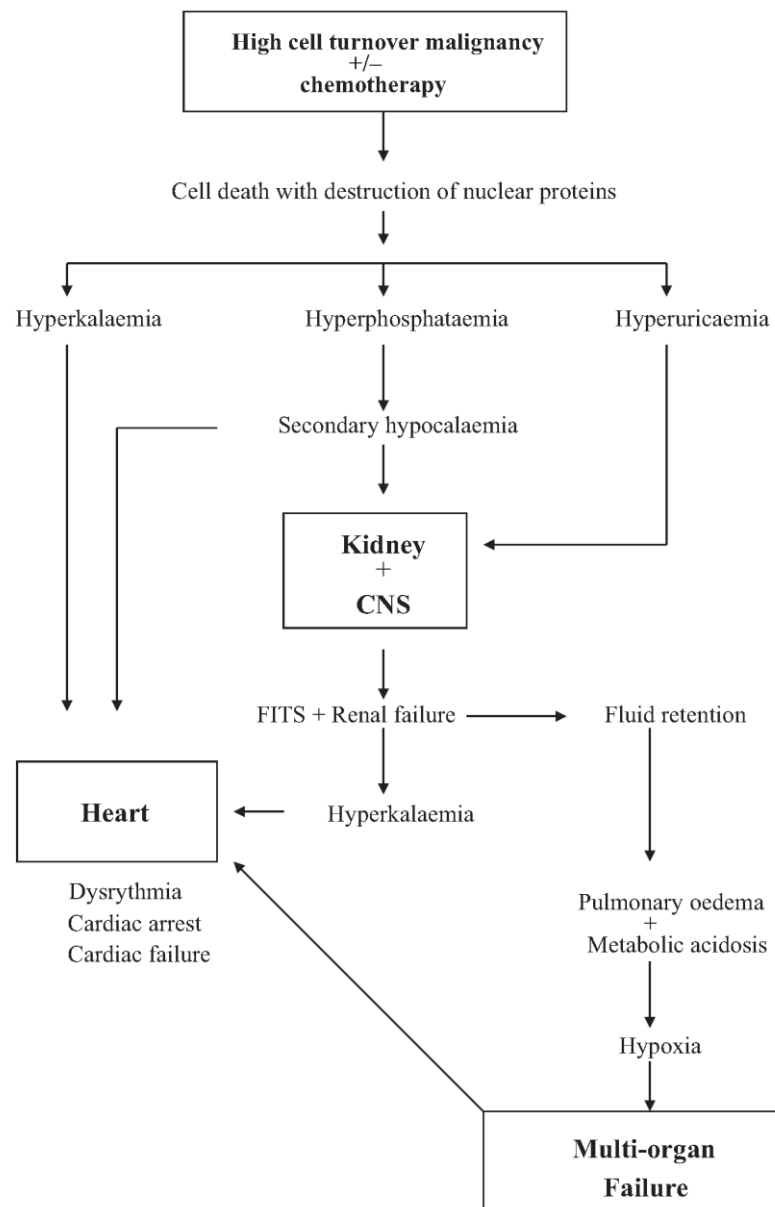 High cell turnover malignancy
+/–
chemotherapy
Cell death with destruction of nuclear proteins
Hyperkalaemia
Hyperphosphataemia
Hyperuricaemia
Secondary hypocalaemia
Kidney
+
CNS
FITS + Renal failure
Fluid retention
Heart
Hyperkalaemia
Dysrythmia
Cardiac arrest
Cardiac failure
Pulmonary oedema
+
Metabolic acidosis
Hypoxia
Multi-organ
Failure